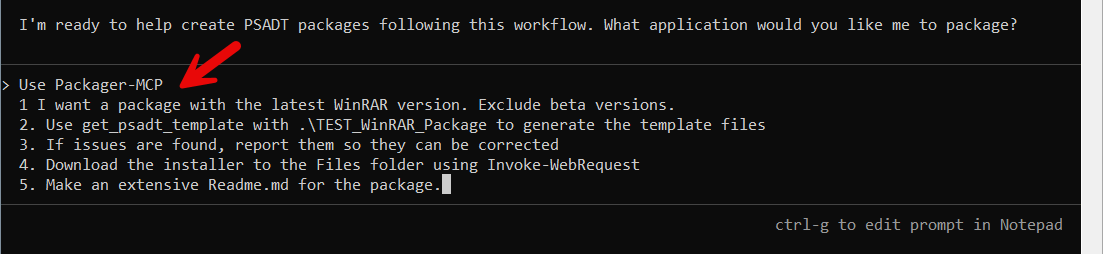 I'm ready to help create PSADT packages following this workflow. What application would you like me to package?
> Use Packager-MCP
1 I want a package with the latest WinRAR version. Exclude beta versions.
2. Use get_psadt_template with .\TEST_WinRAR_Package to generate the template files
3. If issues are found, report them so they can be corrected
4. Download the installer to the Files folder using Invoke-WebRequest
5. Make an extensive Readme.md for the package.
ctrl-g to edit prompt in Notepad